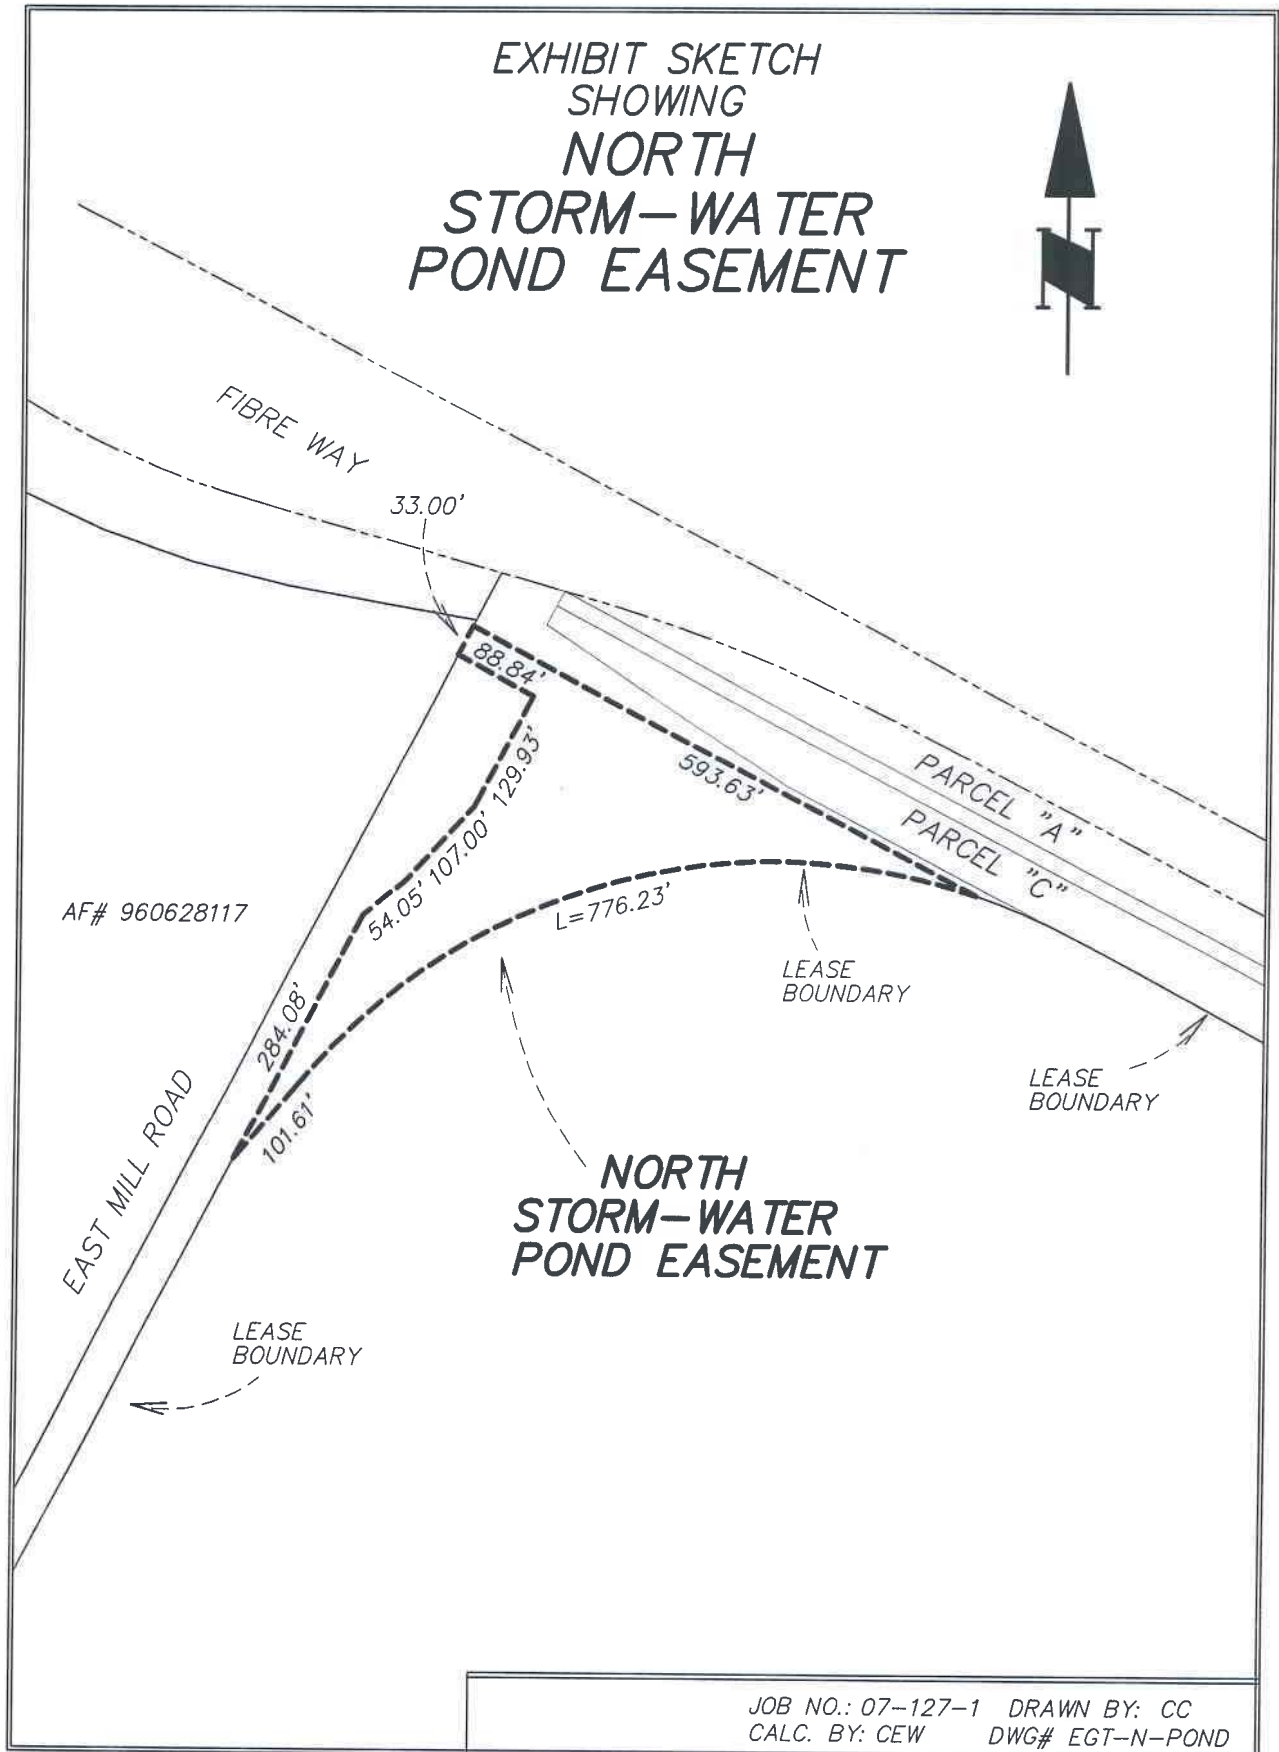 EXHIBIT SKETCH
SHOWING
NORTH
STORM-WATER
POND EASEMENT
N
FIBRE WAY
33.00'
88.84'
593.63'
129.93'
107.00'
54.05'
PARCEL "A"
PARCEL "C"
AF# 960628117
L=776.23'
LEASE
BOUNDARY
284.08'
101.61'
LEASE
BOUNDARY
EAST MILL ROAD
NORTH
STORM-WATER
POND EASEMENT
LEASE
BOUNDARY
JOB NO.: 07-127-1 DRAWN BY: CC
CALC. BY: CEW DWG# EGT-N-POND